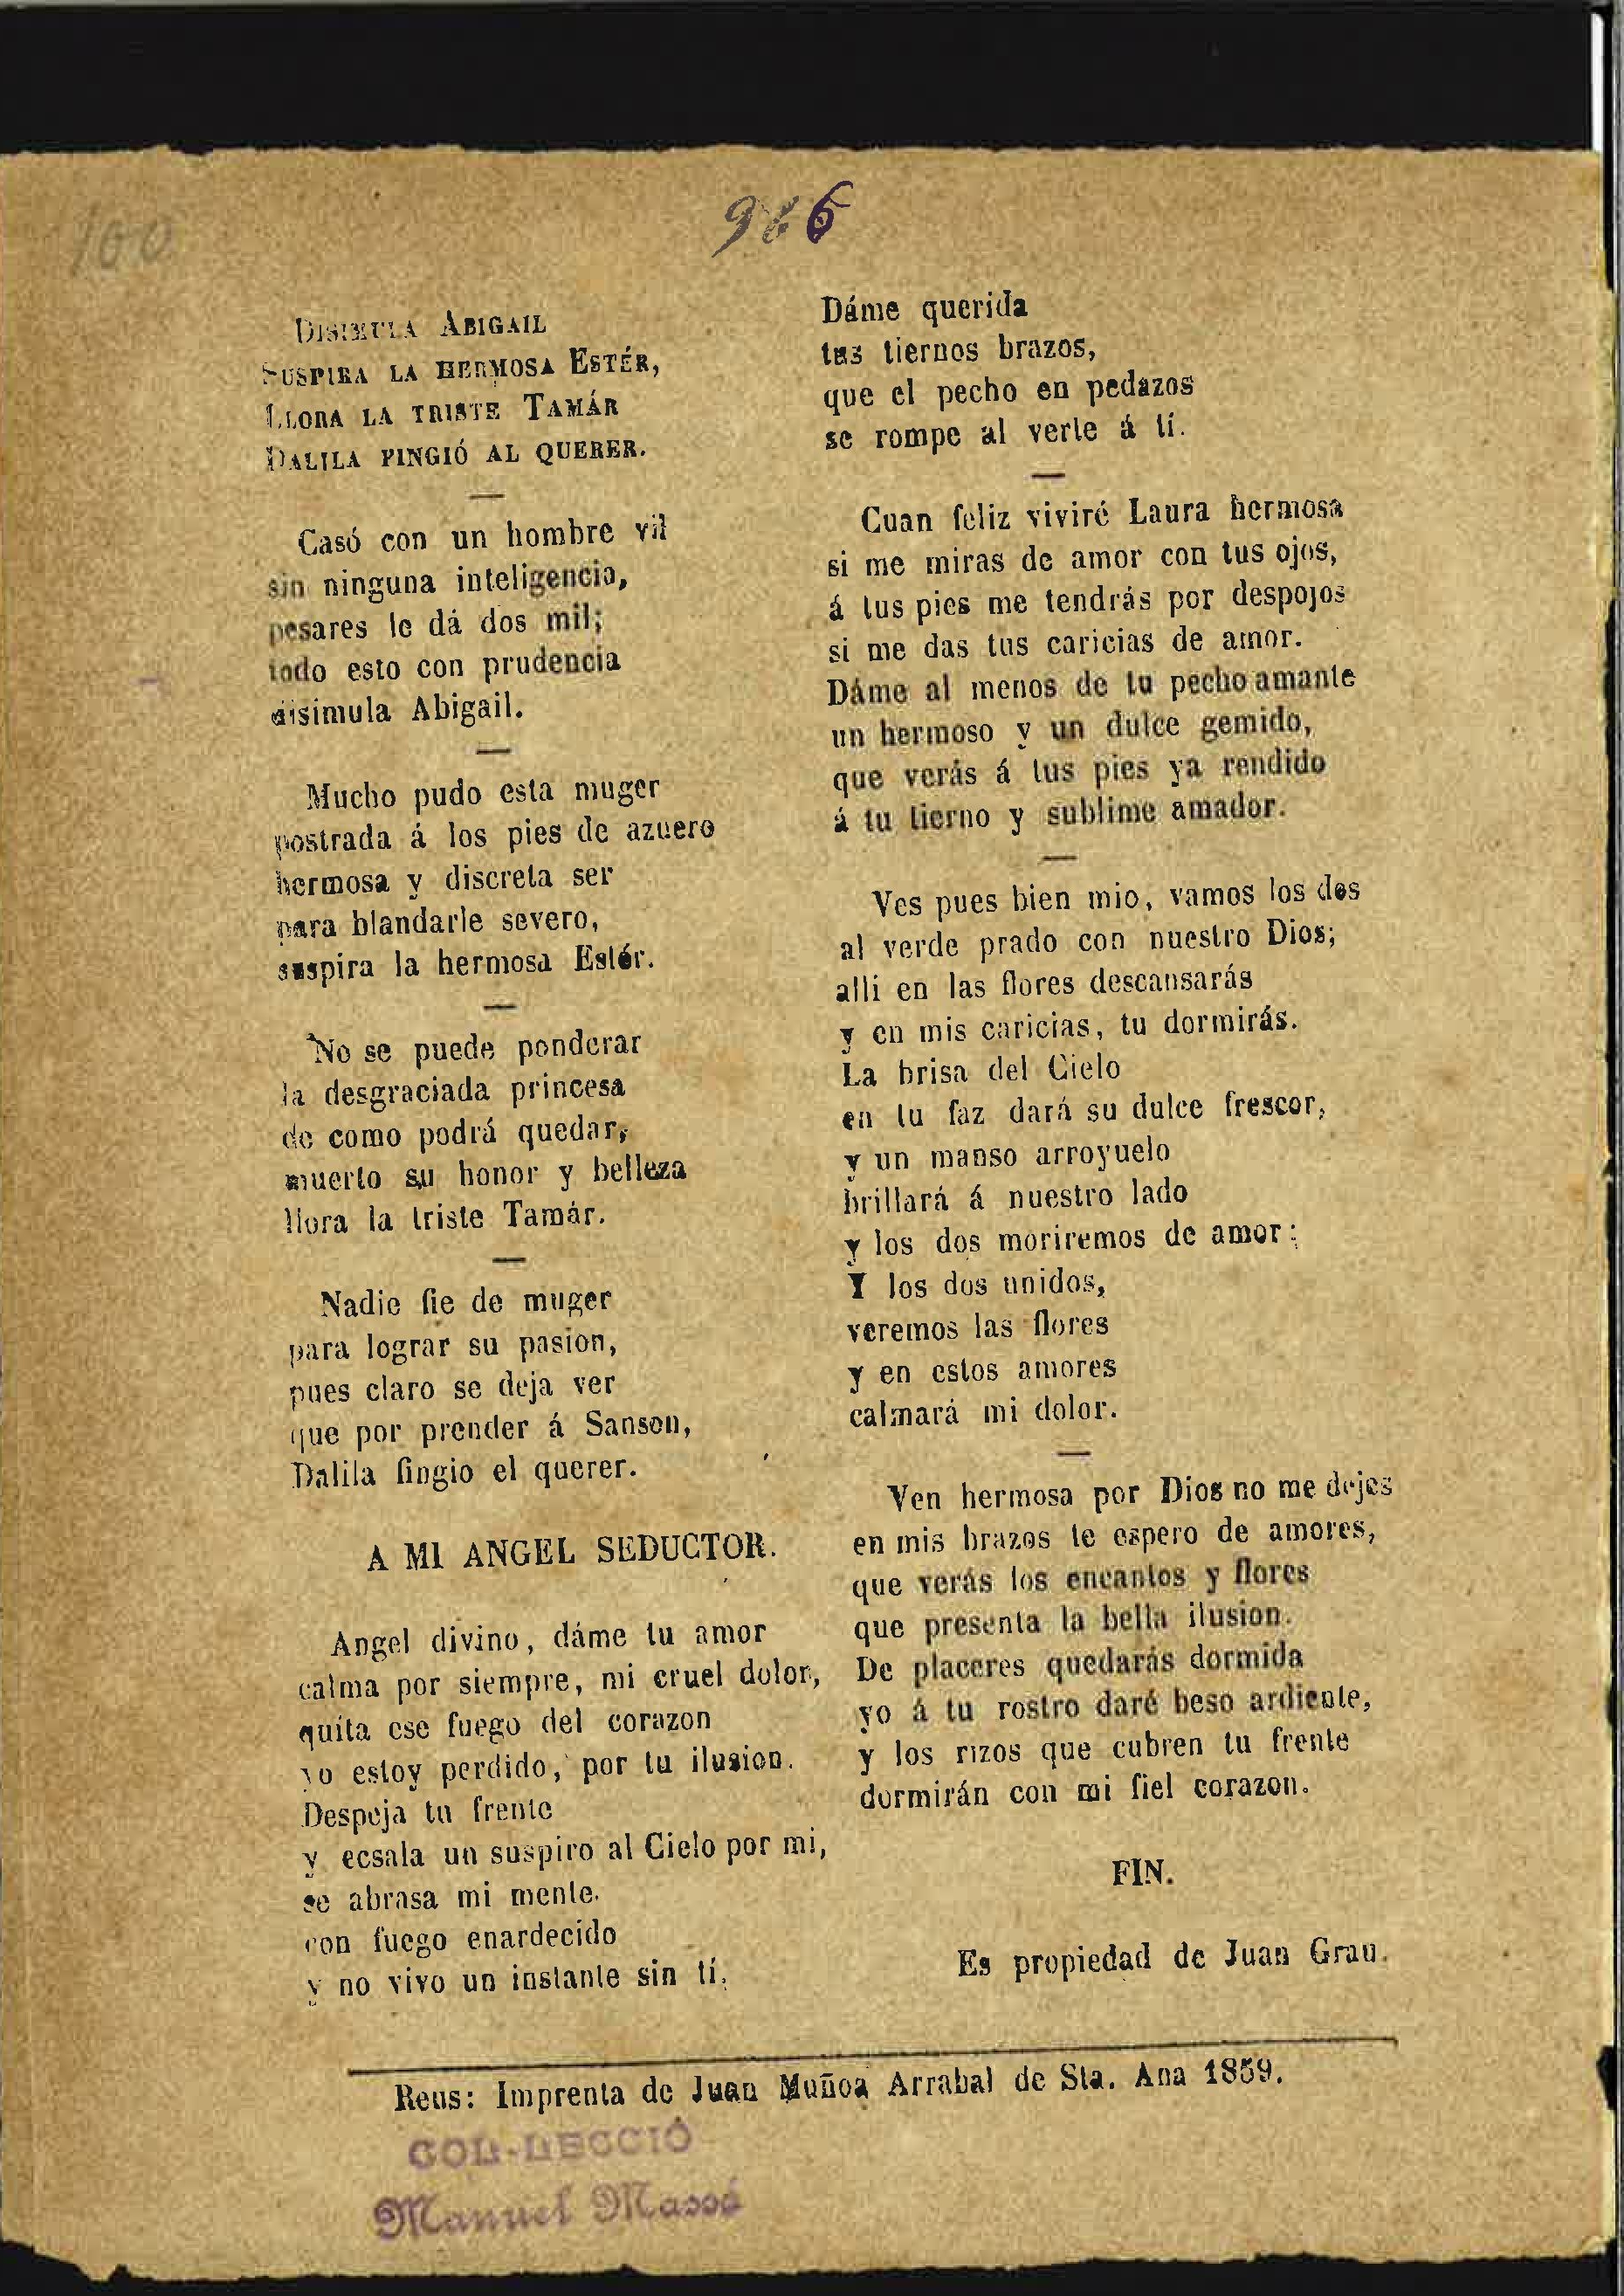 160
966
DISIMULA ABIGAIL
SUSPIRA LA HERMOSA ESTÉR,
LLORA LA TRISTE TAMÁR
DALILA FINGIÓ AL QUERER.
Casó con un hombre vil
sin ninguna inteligencia,
pesares le dá dos mil;
todo esto con prudencia
disimula Abigail.
Mucho pudo esta muger
postrada á los pies de azuero
hermosa y discreta ser
para blandarle severo,
suspira la hermosa Estér.
No se puede ponderar
la desgraciada princesa
de como podrá quedar,
muerto su honor y belleza
llora la triste Tamár.
Nadie fie de muger
para lograr su pasion,
pues claro se deja ver
que por prender á Sanson,
Dalila fingio el querer.
A MI ANGEL SEDUCTOR.
Angel divino, dáme tu amor
calma por siempre, mi cruel dolor,
quita ese fuego del corazon
yo estoy perdido, por tu ilusion.
Despeja tu frente
y ecsala un suspiro al Cielo por mi,
se abrasa mi mente.
con fuego enardecido
y no vivo un instante sin tí.
Dáme querida
tus tiernos brazos,
que el pecho en pedazos
se rompe al verte á tí.
Cuan feliz viviré Laura hermosa
si me miras de amor con tus ojos,
á tus pies me tendrás por despojos
si me das tus caricias de amor.
Dáme al menos de tu pecho amante
un hermoso y un dulce gemido,
que verás á tus pies ya rendido
á tu tierno y sublime amador.
Ves pues bien mio, vamos los dos
al verde prado con nuestro Dios;
alli en las flores descansarás
y en mis caricias, tu dormirás.
La brisa del Cielo
en tu faz dará su dulce frescor,
y un manso arroyuelo
brillará á nuestro lado
y los dos moriremos de amor:
Y los dos unidos,
veremos las flores
y en estos amores
calmará mi dolor.
Ven hermosa por Dios no me dejes
en mis brazos te espero de amores,
que verás los encantos y flores
que presenta la bella ilusion.
De placeres quedarás dormida
yo á tu rostro daré beso ardiente,
y los rizos que cubren tu frente
dormirán con mi fiel corazon.
FIN.
Es propiedad de Juan Grau.
Reus: Imprenta de Juan Muñoa Arrabal de Sta. Ana 1859.
COL-LECCIÓ
Manuel Massó